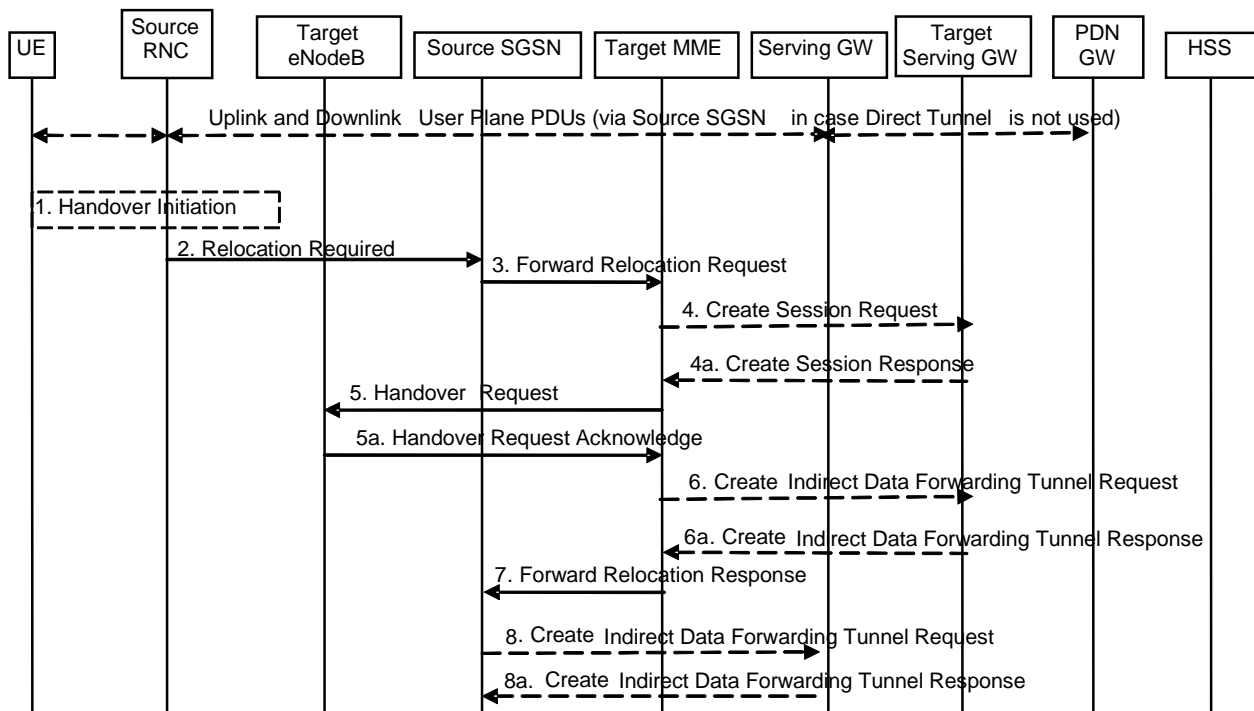 UE
Source
RNC
Target
eNodeB
Source SGSN
Target MME
Serving GW
Target
Serving GW
PDN
GW
HSS
Uplink and Downlink User Plane PDUs (via Source SGSN in case Direct Tunnel is not used)
1. Handover Initiation
2. Relocation Required
3. Forward Relocation Request
4. Create Session Request
4a. Create Session Response
5. Handover Request
5a. Handover Request Acknowledge
6. Create Indirect Data Forwarding Tunnel Request
6a. Create Indirect Data Forwarding Tunnel Response
7. Forward Relocation Response
8. Create Indirect Data Forwarding Tunnel Request
8a. Create Indirect Data Forwarding Tunnel Response